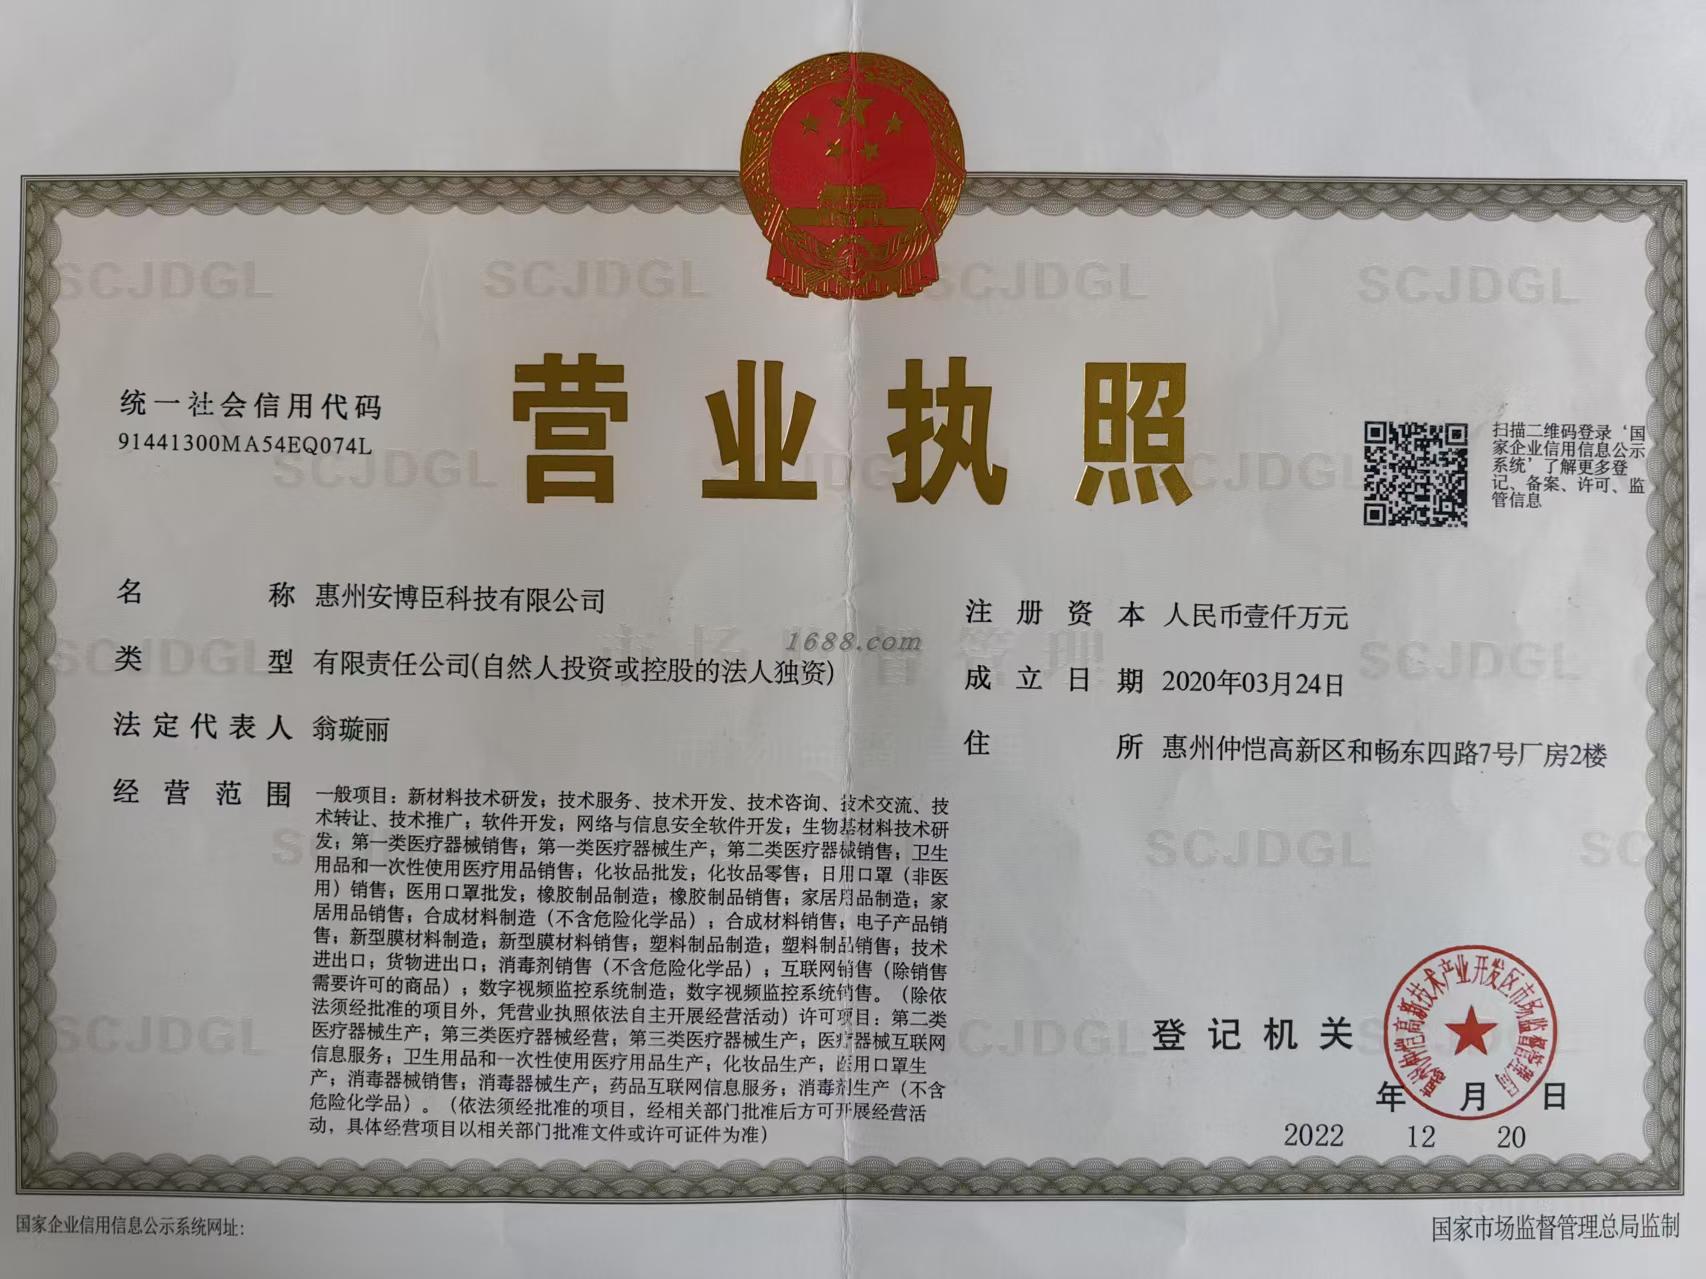 SCJDGL
SCJDGL
SCJDGL
SCJDGL
营业执照
统一社会信用代码
91441300MA54EQ074L
扫描二维码登录‘国
家企业信用信息公示
系统’了解更多登
记、备案、许可、监
管信息
名称 惠州安博臣科技有限公司
类型 有限责任公司(自然人投资或控股的法人独资)
法定代表人 翁璇丽
经营范围 一般项目：新材料技术研发；技术服务、技术开发、技术咨询、技术交流、技
术转让、技术推广；软件开发；网络与信息安全软件开发；生物基材料技术研
发；第一类医疗器械销售；第一类医疗器械生产；第二类医疗器械销售；卫生
用品和一次性使用医疗用品销售；化妆品批发；化妆品零售；日用口罩（非医
用）销售；医用口罩批发；橡胶制品制造；橡胶制品销售；家居用品制造；家
居用品销售；合成材料制造（不含危险化学品）；合成材料销售；电子产品销
售；新型膜材料制造；新型膜材料销售；塑料制品制造；塑料制品销售；技术
进出口；货物进出口；消毒剂销售（不含危险化学品）；互联网销售（除销售
需要许可的商品）；数字视频监控系统制造；数字视频监控系统销售。（除依
法须经批准的项目外，凭营业执照依法自主开展经营活动）许可项目：第二类
医疗器械生产；第三类医疗器械经营；第三类医疗器械生产；医疗器械互联网
信息服务；卫生用品和一次性使用医疗用品生产；化妆品生产；医用口罩生
产；消毒器械销售；消毒器械生产；药品互联网信息服务；消毒剂生产（不含
危险化学品）。（依法须经批准的项目，经相关部门批准后方可开展经营活
动，具体经营项目以相关部门批准文件或许可证件为准）
注册资本 人民币壹仟万元
成立日期 2020年03月24日
住所 惠州仲恺高新区和畅东四路7号厂房2楼
1688.com
市场监督管理
登记机关
惠州仲恺高新技术产业开发区市场监督管理局
年 月 日
2022 12 20
国家企业信用信息公示系统网址：
国家市场监督管理总局监制